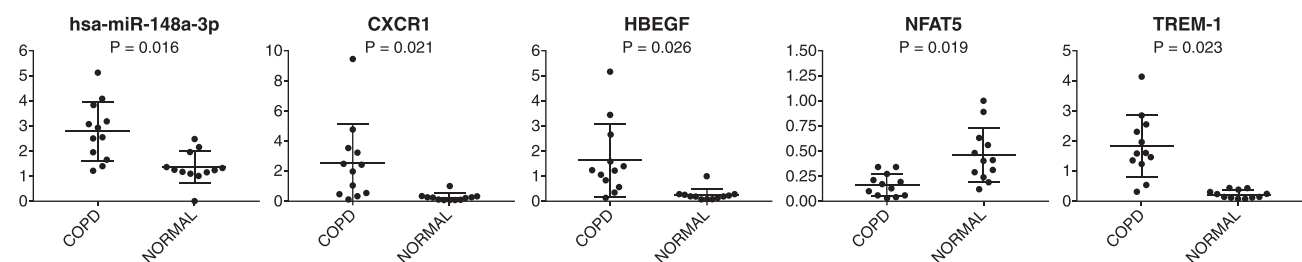 hsa-miR-148a-3p
P = 0.016
6
5
4
3
2
1
0
COPD
NORMAL
CXCR1
P = 0.021
10
8
6
4
2
0
COPD
NORMAL
HBEGF
P = 0.026
6
5
4
3
2
1
0
COPD
NORMAL
NFAT5
P = 0.019
1.50
1.25
1.00
0.75
0.50
0.25
0.00
COPD
NORMAL
TREM-1
P = 0.023
5
4
3
2
1
0
COPD
NORMAL